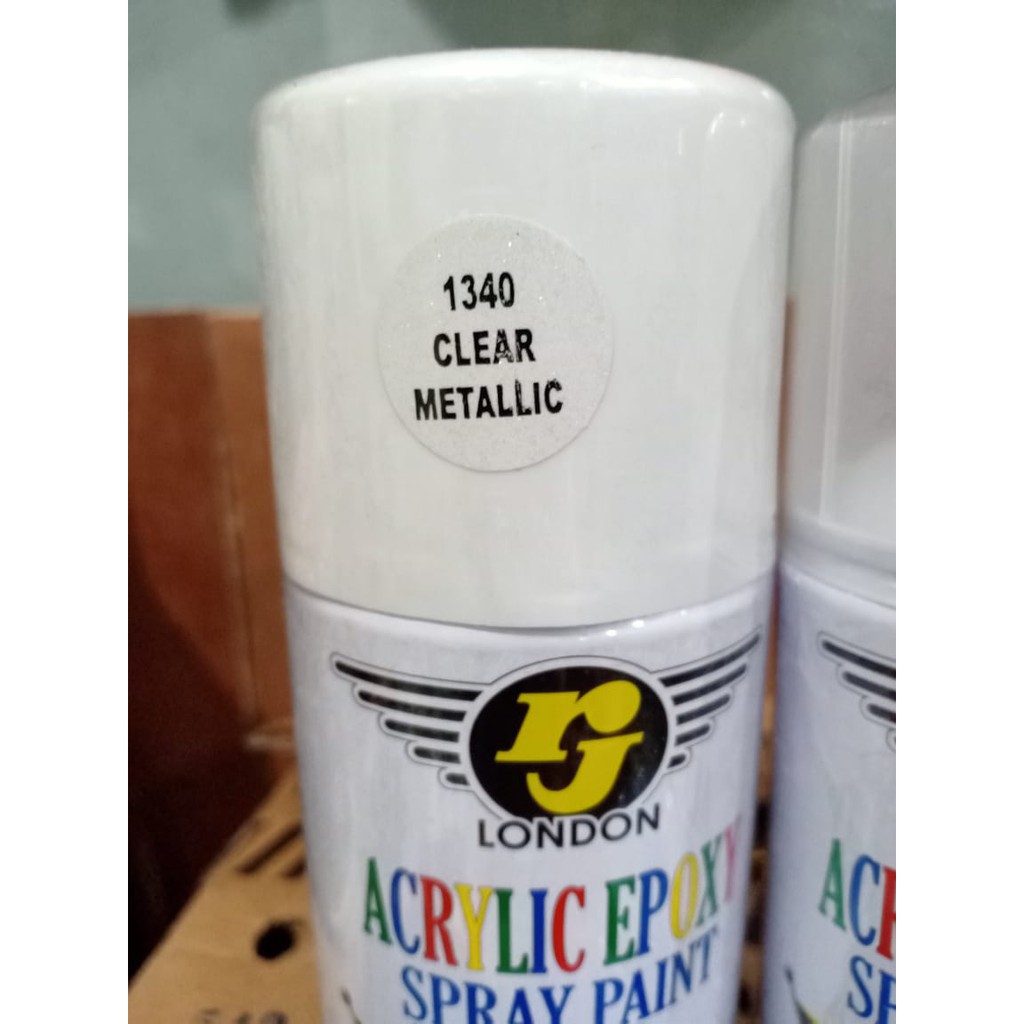 1340
CLEAR
METALLIC
rj
LONDON
ACRYLIC EPOXY
SPRAY PAINT